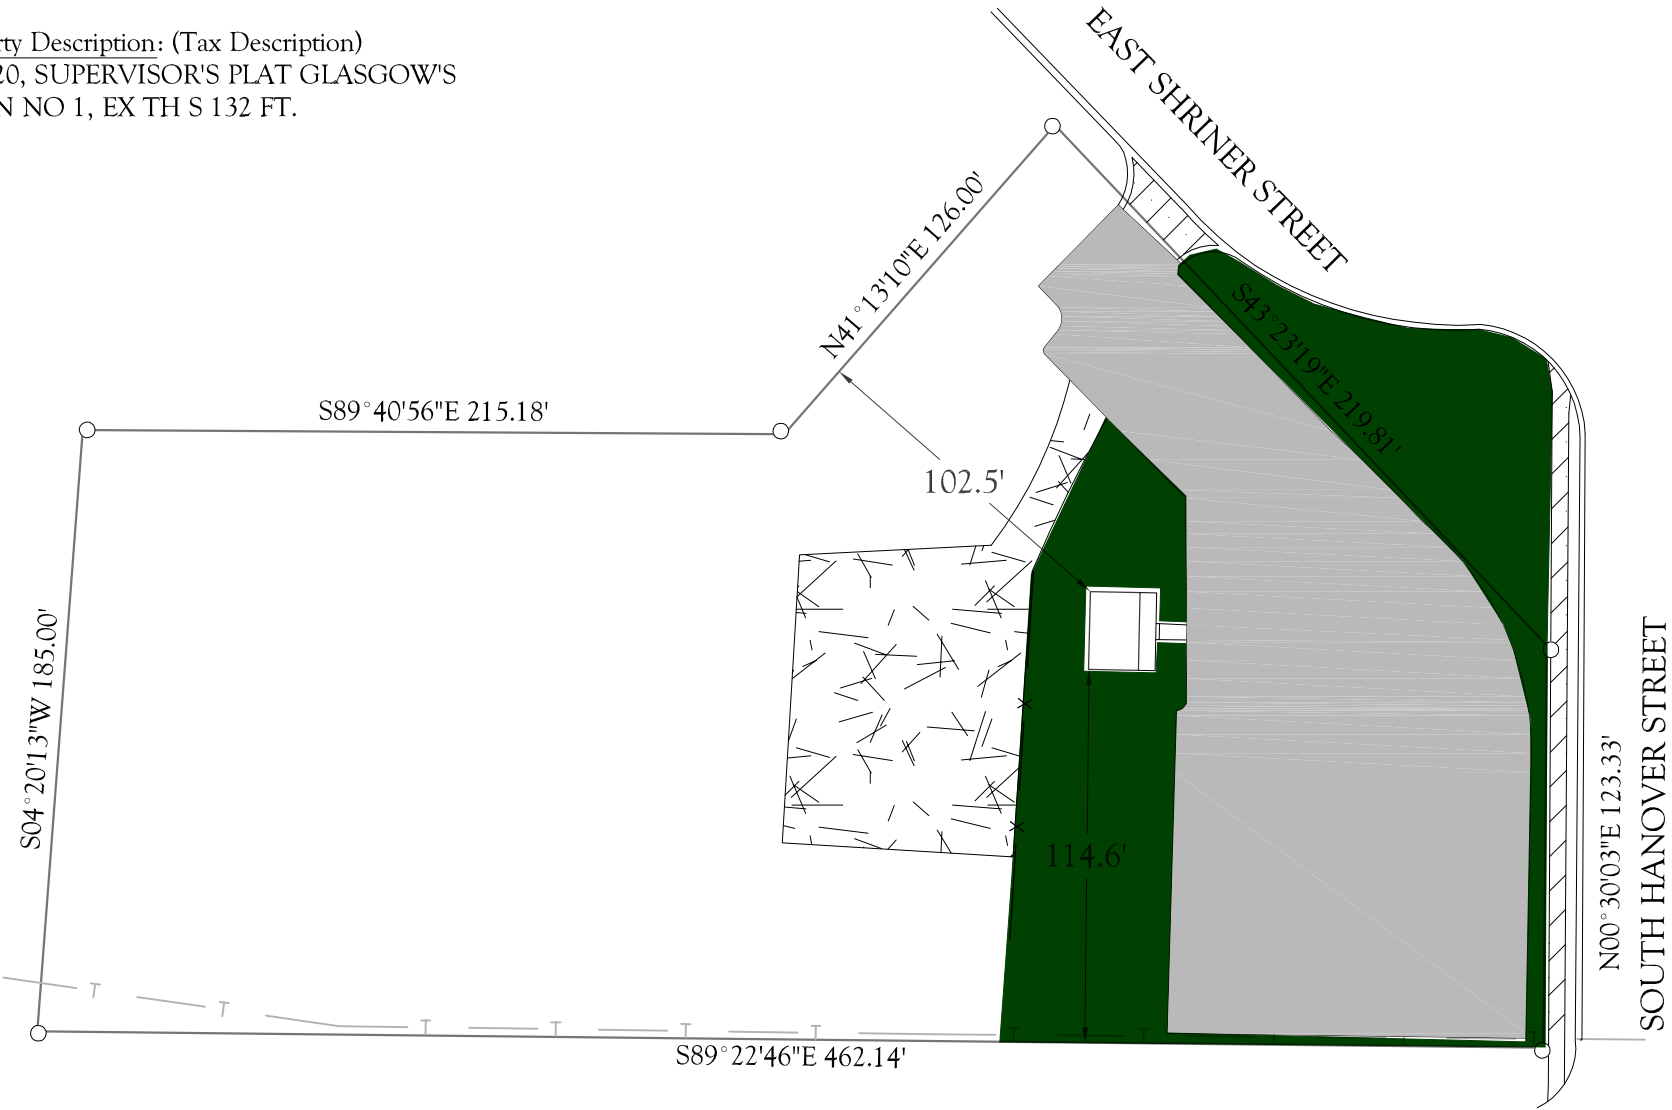 rty Description: (Tax Description)
20, SUPERVISOR'S PLAT GLASGOW'S
N NO 1, EX TH S 132 FT.
EAST SHRINER STREET
N41°13'10"E 126.00'
S43°23'19"E 219.81'
S89°40'56"E 215.18'
102.5'
S04°20'13"W 185.00'
114.6'
N00°30'03"E 123.33'
SOUTH HANOVER STREET
T T T T T T T T T T
S89°22'46"E 462.14'